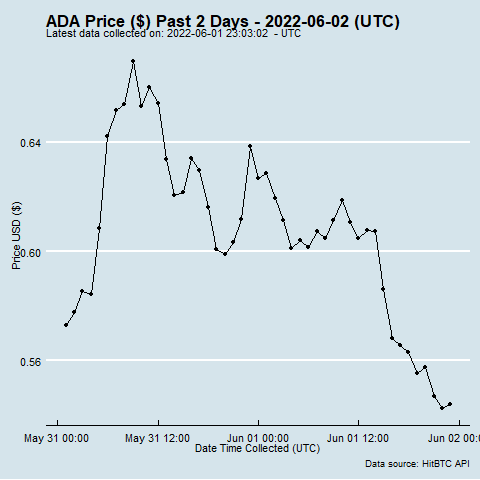 ADA Price ($) Past 2 Days - 2022-06-02 (UTC)
Latest data collected on: 2022-06-01 23:03:02 - UTC
0.64
0.60
0.56
Price USD ($)
May 31 00:00 May 31 12:00 Jun 01 00:00 Jun 01 12:00 Jun 02 00:00
Date Time Collected (UTC)
Data source: HitBTC API